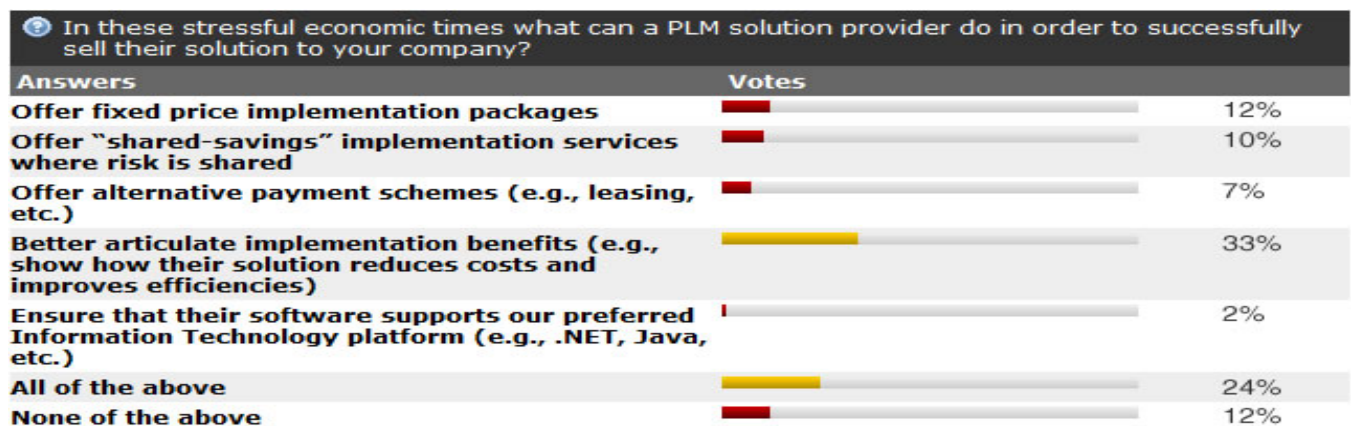 In these stressful economic times what can a PLM solution provider do in order to successfully
sell their solution to your company?
Answers Votes
Offer fixed price implementation packages 12%
Offer “shared-savings” implementation services 10%
where risk is shared
Offer alternative payment schemes (e.g., leasing, 7%
etc.)
Better articulate implementation benefits (e.g., 33%
show how their solution reduces costs and
improves efficiencies)
Ensure that their software supports our preferred 2%
Information Technology platform (e.g., .NET, Java,
etc.)
All of the above 24%
None of the above 12%